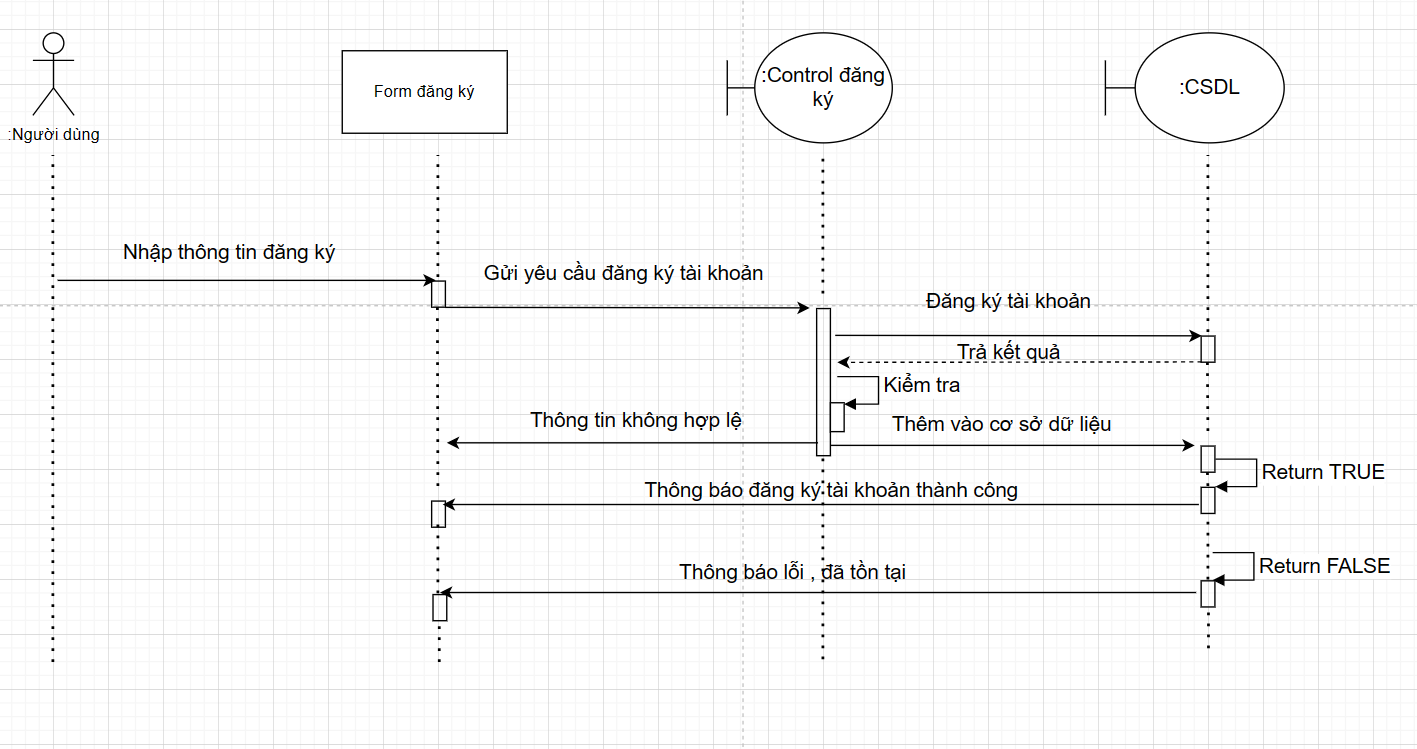 :Người dùng
Form đăng ký
:Control đăng
ký
:CSDL
Nhập thông tin đăng ký
Gửi yêu cầu đăng ký tài khoản
Đăng ký tài khoản
Trả kết quả
Kiểm tra
Thông tin không hợp lệ
Thêm vào cơ sở dữ liệu
Return TRUE
Thông báo đăng ký tài khoản thành công
Return FALSE
Thông báo lỗi , đã tồn tại